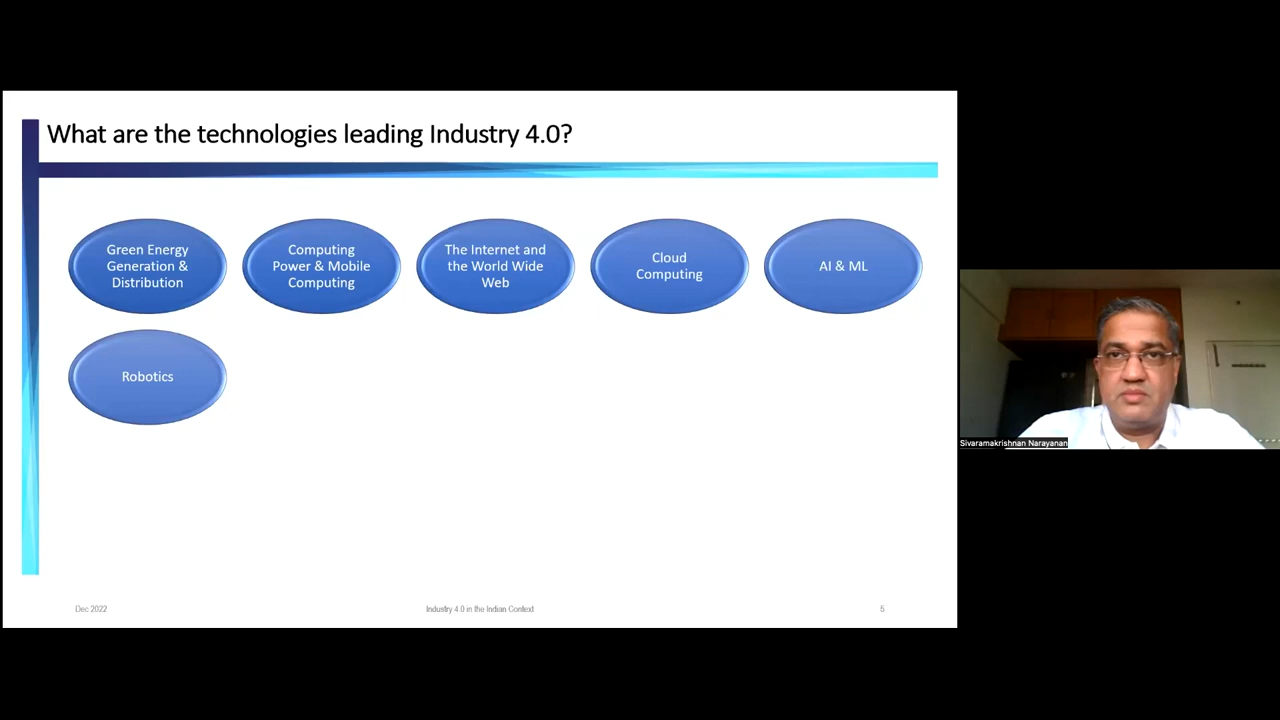 What are the technologies leading Industry 4.0?
Green Energy
Generation &
Distribution
Computing
Power & Mobile
Computing
The Internet and
the World Wide
Web
Cloud
Computing
AI & ML
Robotics
Sivaramakrishnan Narayanan
Dec 2022
Industry 4.0 in the Indian Context
5